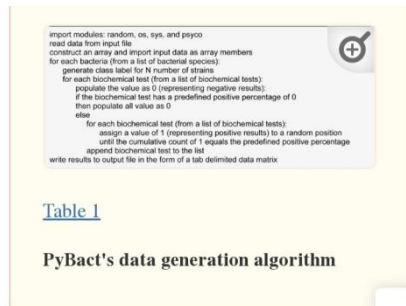 import modules: random, os, sys, and psyco
read data from input file
construct an array and import input data as array members
for each bacteria (from a list of bacterial species):
generate class label for N number of strains
for each biochemical test (from a list of biochemical tests):
populate the value as 0 (representing negative results):
if the biochemical test has a predefined positive percentage of 0
then populate all value as 0
else
for each biochemical test (from a list of biochemical tests):
assign a value of 1 (representing positive results) to a random position
until the cumulative count of 1 equals the predefined positive percentage
append biochemical test to the list
write results to output file in the form of a tab delimited data matrix
Table 1
PyBact's data generation algorithm